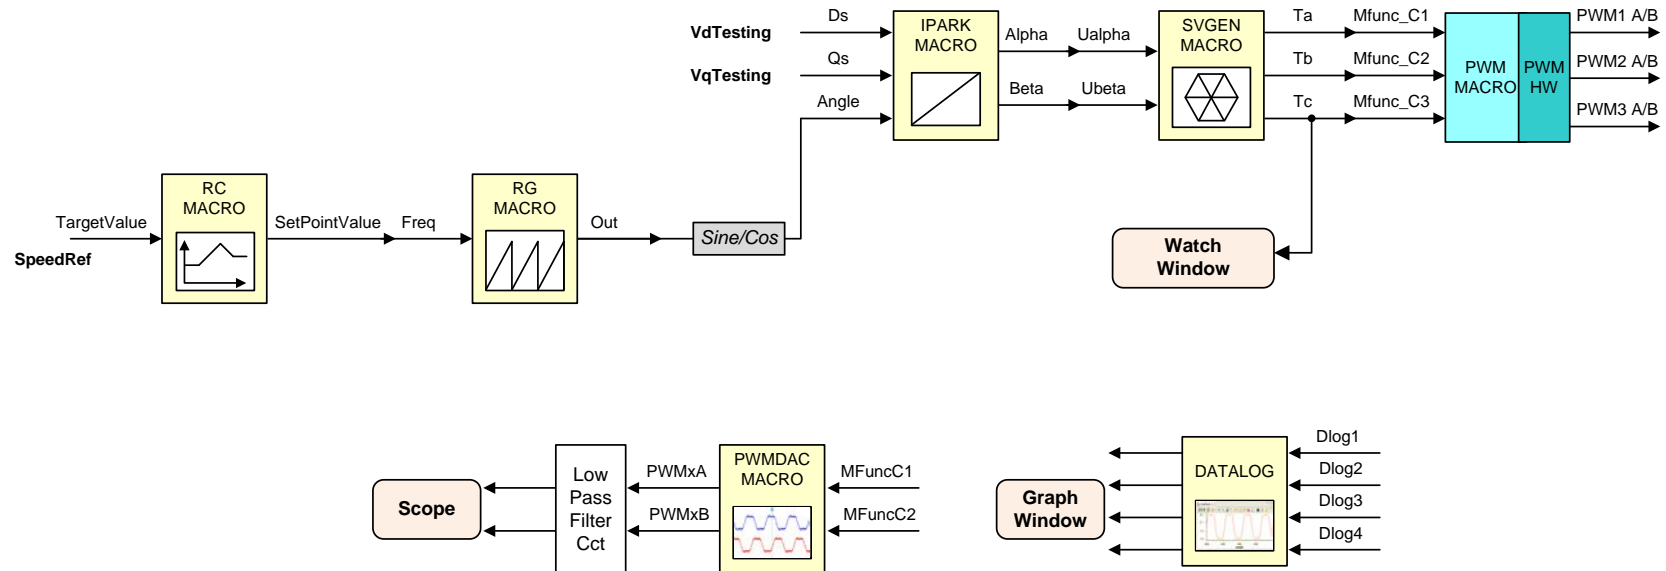 VdTesting
Ds
VqTesting
Qs
Angle
IPARK
MACRO
Alpha
Ualpha
Beta
Ubeta
SVGEN
MACRO
Ta
Mfunc_C1
Tb
Mfunc_C2
Tc
Mfunc_C3
PWM
MACRO
PWM
HW
PWM1 A/B
PWM2 A/B
PWM3 A/B
TargetValue
SpeedRef
RC
MACRO
SetPointValue
Freq
RG
MACRO
Out
Sine/Cos
Watch
Window
Scope
Low
Pass
Filter
Cct
PWMxA
PWMxB
PWMDAC
MACRO
MFuncC1
MFuncC2
Graph
Window
DATALOG
Dlog1
Dlog2
Dlog3
Dlog4